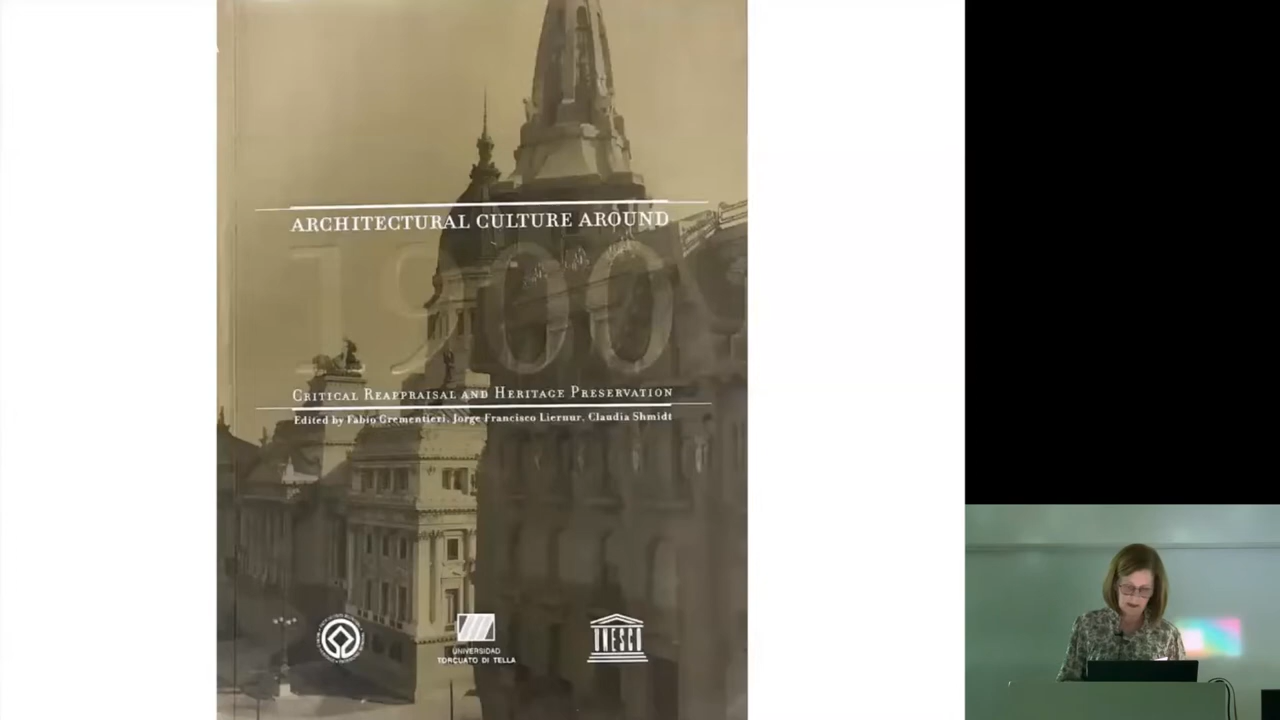 ARCHITECTURAL CULTURE AROUND
1900
CRITICAL REAPPRAISAL AND HERITAGE PRESERVATION
Edited by Fabio Grementieri, Jorge Francisco Liernur, Claudia Shmidt
UNIVERSIDAD
TORCUATO DI TELLA
UNESCO